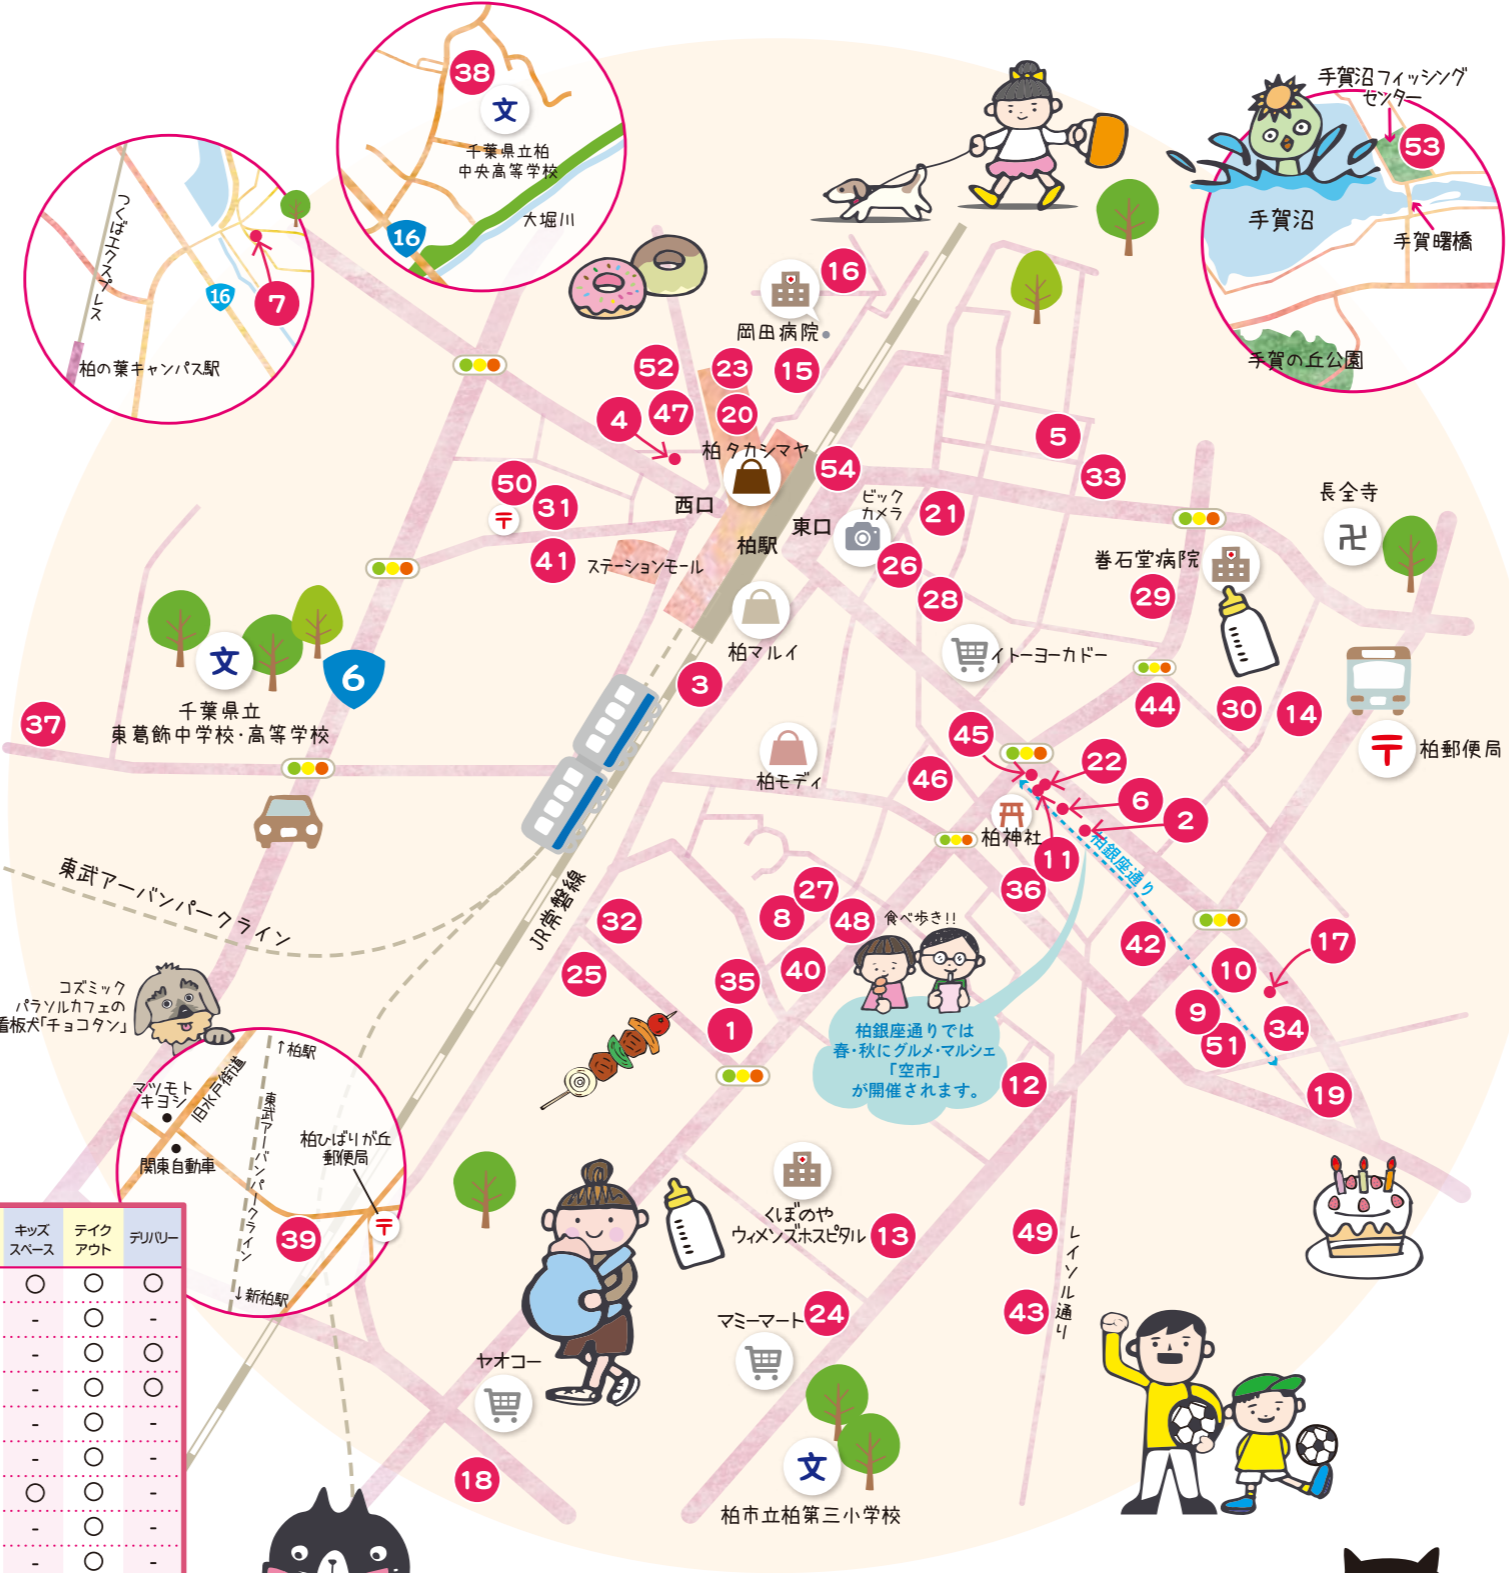 38
文
千葉県立柏
中央高等学校
大堀川
16
つくばエクスプレス
16
7
柏の葉キャンパス駅
手賀沼フィッシング
センター
53
手賀沼
手賀曙橋
手賀の丘公園
16
岡田病院
15
52
23
4
47
20
柏タカシマヤ
54
5
33
50
31
〒
41
西口
東口
柏駅
ステーションモール
ビック
カメラ
21
26
28
長全寺
卍
巻石堂病院
29
柏マルイ
イトーヨーカドー
3
文
6
千葉県立
東葛飾中学校・高等学校
37
44
30
14
〒
柏郵便局
柏モディ
45
46
22
6
2
柏神社
11
36
柏銀座通り
東武アーバンパークライン
JR常磐線
32
25
27
8
48
40
35
1
食べ歩き!!
柏銀座通りでは
春・秋にグルメ・マルシェ
「空市」
が開催されます。
42
10
17
9
51
34
12
19
コズミック
パラソルカフェの
看板犬「チョコタン」
↑柏駅
マツモト
キヨシ
旧水戸街道
東武アーバンパークライン
関東自動車
柏ひばりが丘
郵便局
〒
39
↓新柏駅
くぼのや
ウィメンズホスピタル
13
49
レイソル通り
43
マミーマート
24
ヤオコー
18
文
柏市立柏第三小学校
キッズ
スペース
テイク
アウト
デリバリー
○ ○ ○
- ○ -
- ○ ○
- ○ ○
- ○ -
- ○ -
○ ○ -
- ○ -
- ○ -